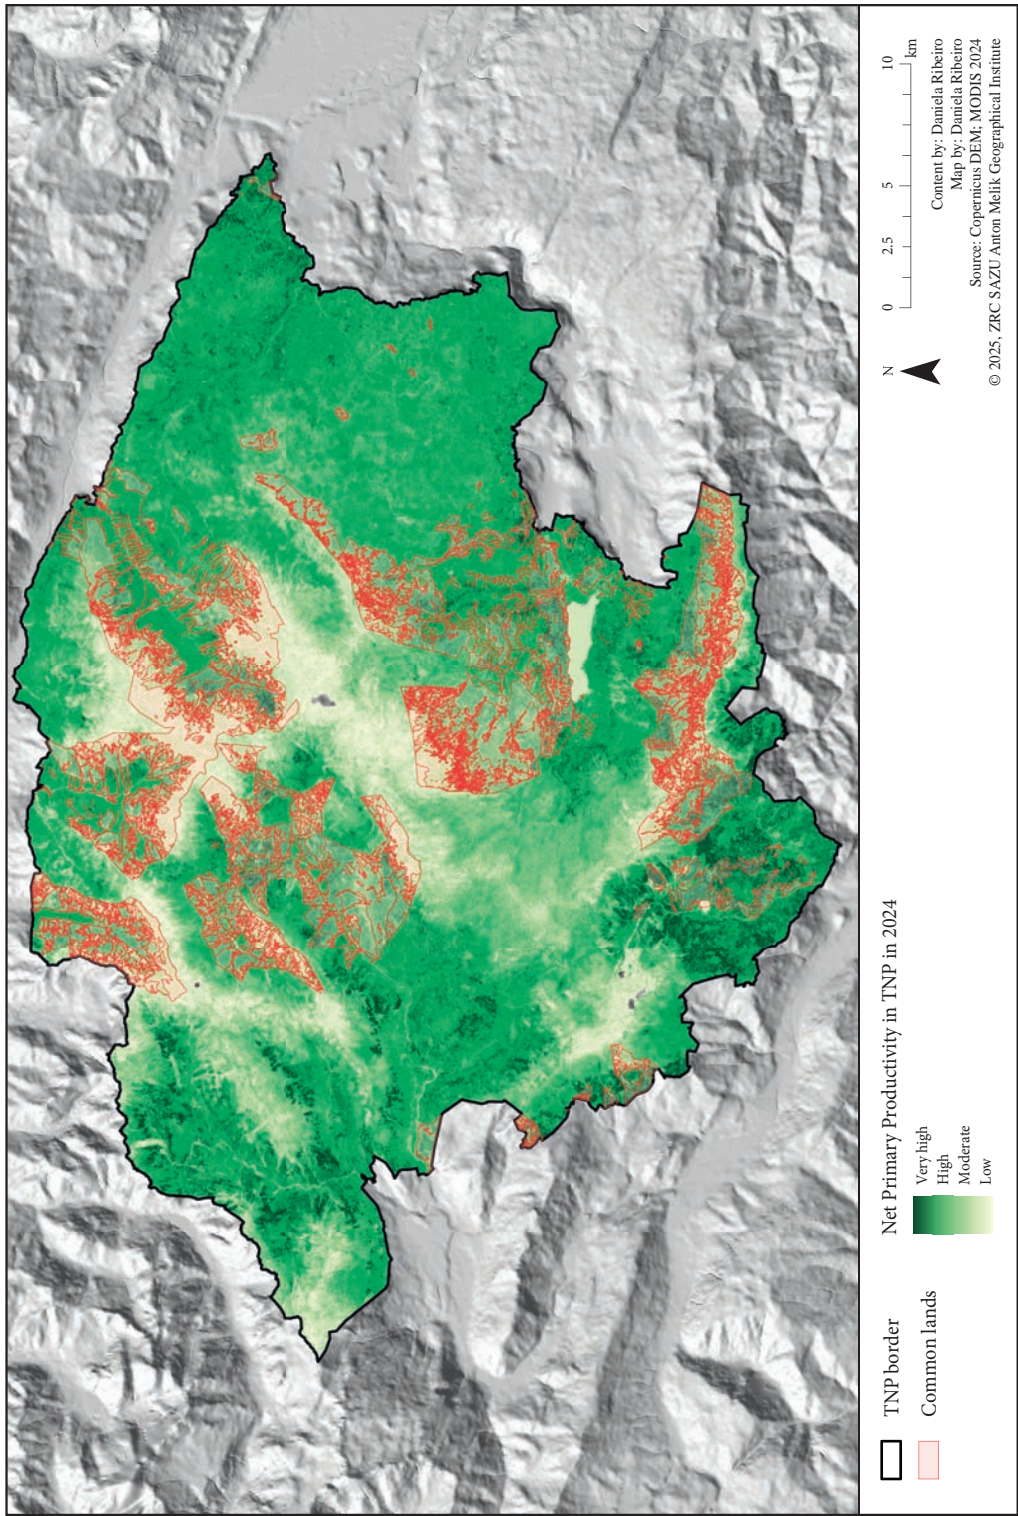 TNP border
Common lands
Net Primary Productivity in TNP in 2024
Very high
High
Moderate
Low
N
0 2.5 5 10
km
Content by: Daniela Ribeiro
Map by: Daniela Ribeiro
Source: Copernicus DEM; MODIS 2024
© 2025, ZRC SAZU Anton Melik Geographical Institute